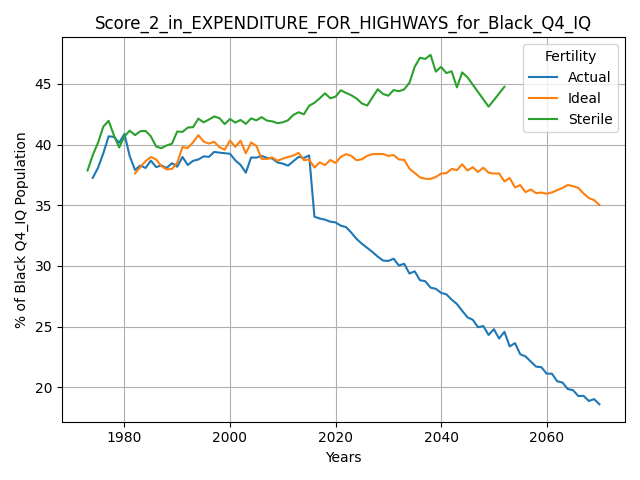 Score_2_in_EXPENDITURE_FOR_HIGHWAYS_for_Black_Q4_IQ
Fertility
Actual
Ideal
Sterile
% of Black Q4_IQ Population
45
40
35
30
25
20
1980 2000 2020 2040 2060
Years